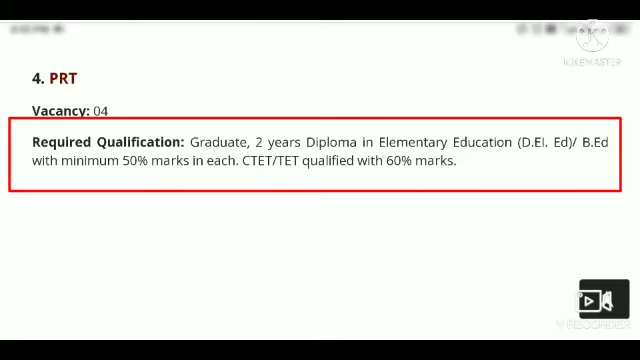 KINEMASTER
4. PRT
Vacancy: 04
Required Qualification: Graduate, 2 years Diploma in Elementary Education (D.EI. Ed)/ B.Ed
with minimum 50% marks in each. CTET/TET qualified with 60% marks.
V RECORDER